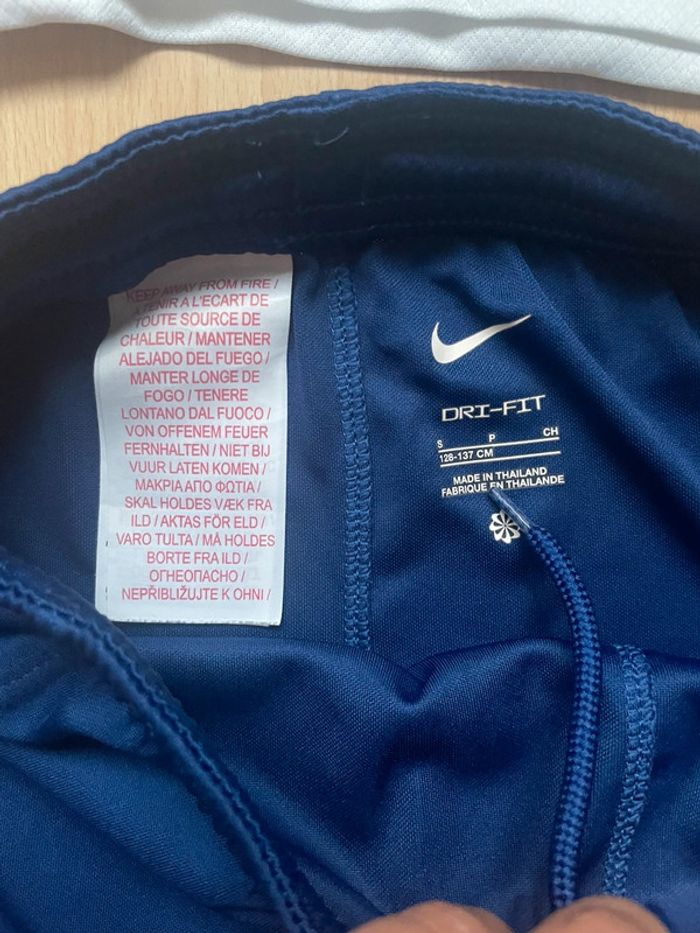 KEEP AWAY FROM FIRE /
A TENIR A L'ECART DE
TOUTE SOURCE DE
CHALEUR / MANTENER
ALEJADO DEL FUEGO /
MANTER LONGE DE
FOGO / TENERE
LONTANO DAL FUOCO /
VON OFFENEM FEUER
FERNHALTEN / NIET BIJ
VUUR LATEN KOMEN /
ΜΑΚΡΙΑ ΑΠΟ ΦΩΤΙΑ /
SKAL HOLDES VÆK FRA
ILD / AKTAS FÖR ELD /
VARO TULTA / MÅ HOLDES
BORTE FRA ILD /
ОГНЕОПАСНО /
NEPŘIBLIŽUJTE K OHNI /
DRI-FIT
S P CH
128-137 CM
MADE IN THAILAND
FABRIQUE EN THAILANDE